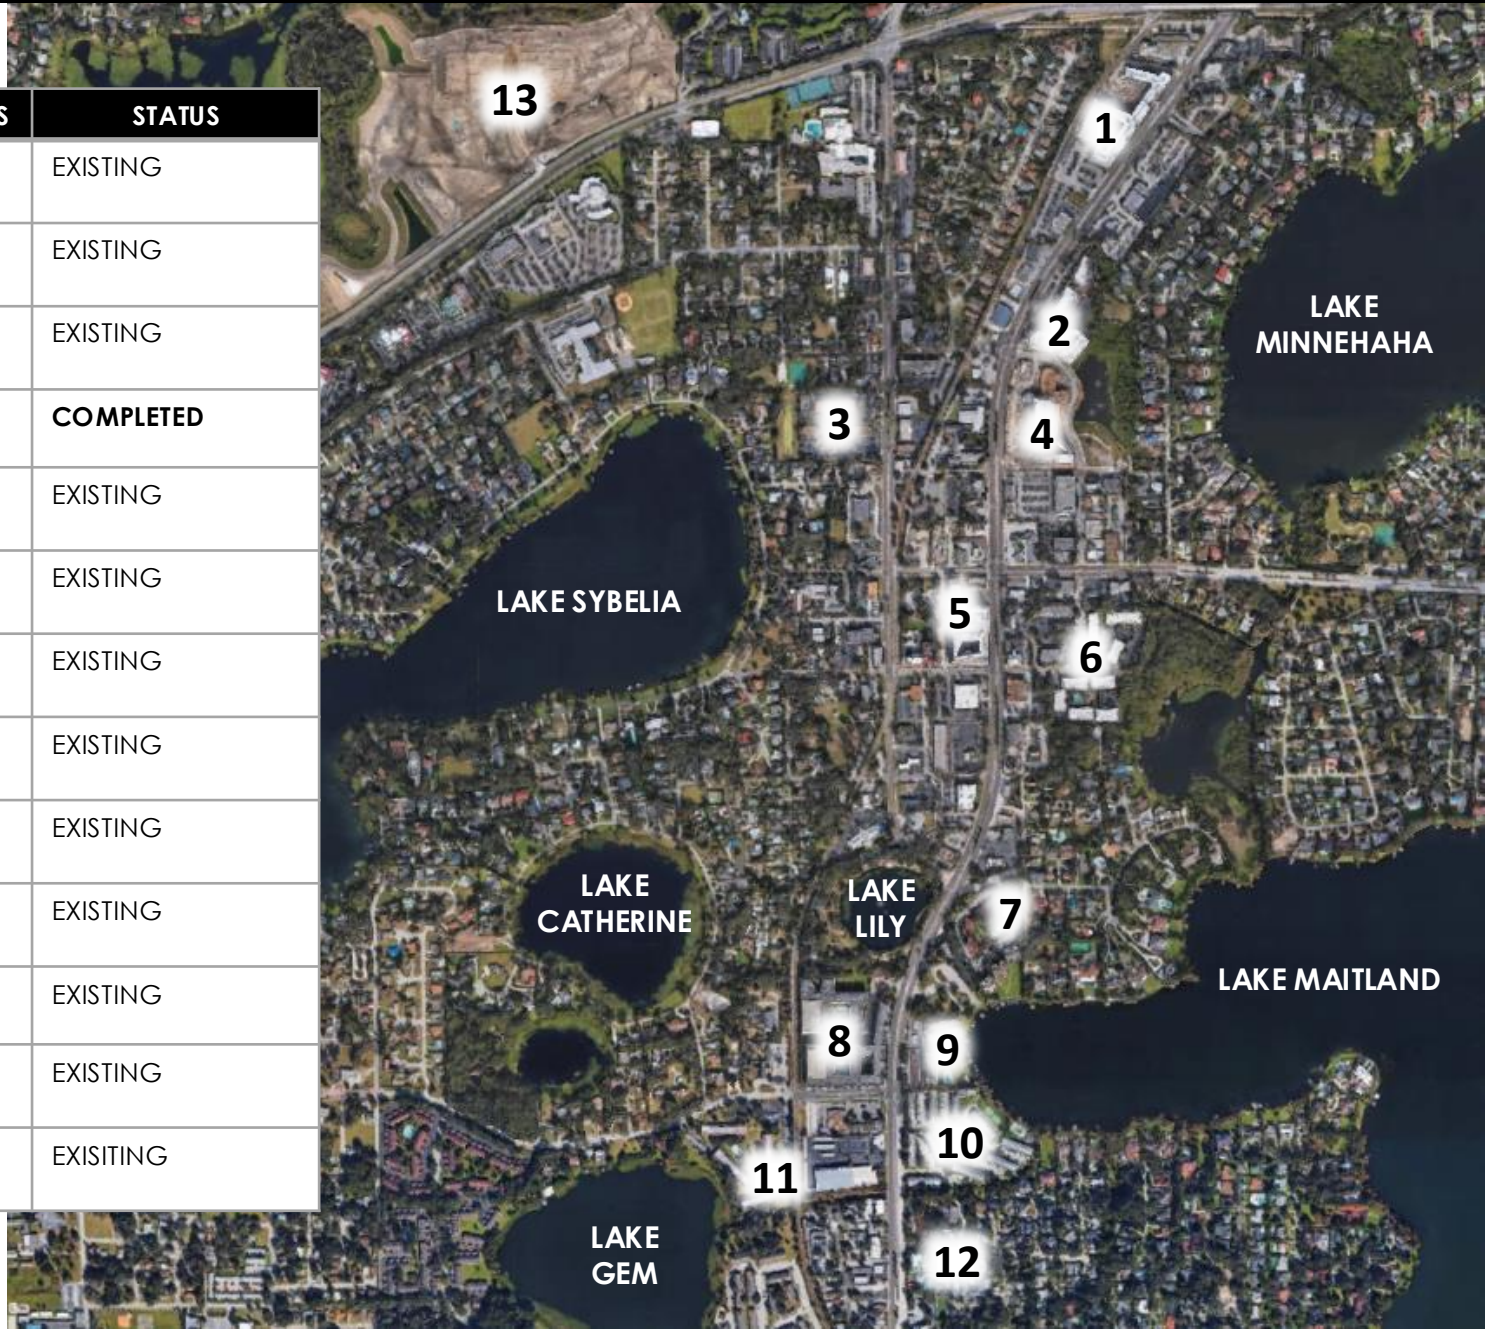 S
STATUS
EXISTING
EXISTING
EXISTING
COMPLETED
EXISTING
EXISTING
EXISTING
EXISTING
EXISTING
EXISTING
EXISTING
EXISTING
EXISITING
13
1
2
LAKE
MINNEHAHA
3
4
LAKE SYBELIA
5
6
LAKE
CATHERINE
LAKE
LILY
7
LAKE MAITLAND
8
9
10
11
LAKE
GEM
12